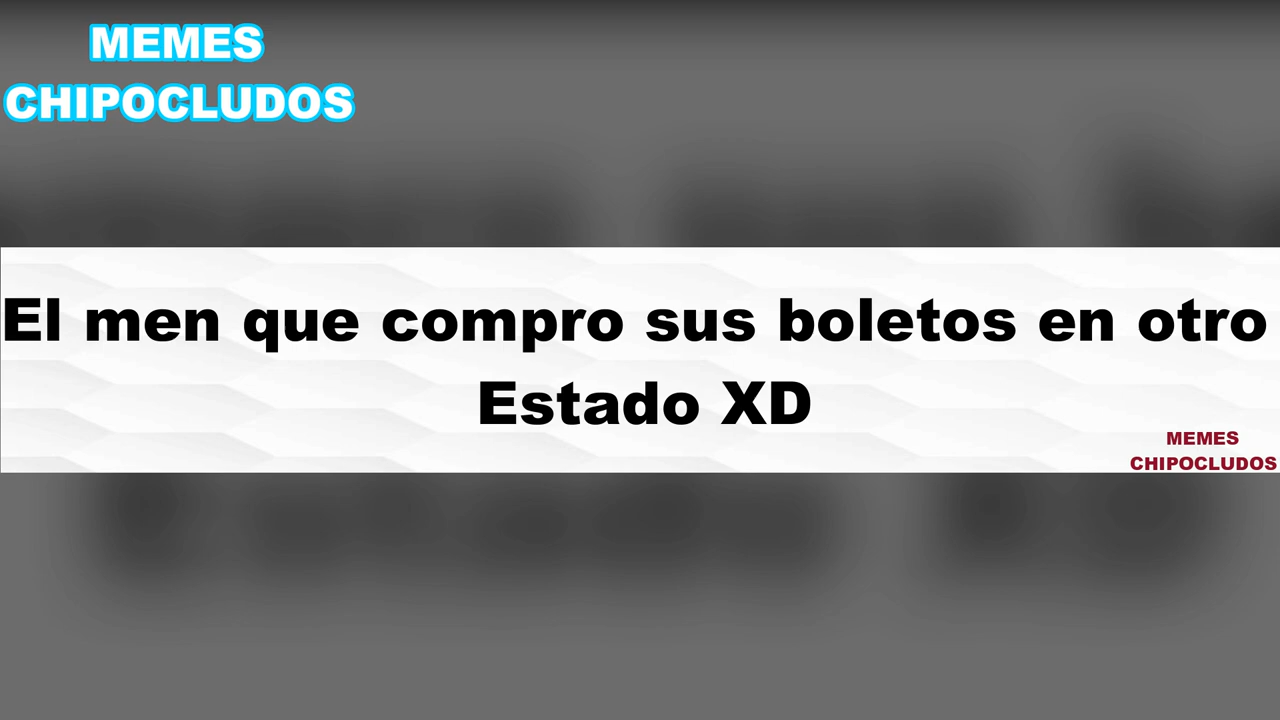 MEMES
CHIPOCLUDOS
El men que compro sus boletos en otro
Estado XD
MEMES
CHIPOCLUDOS